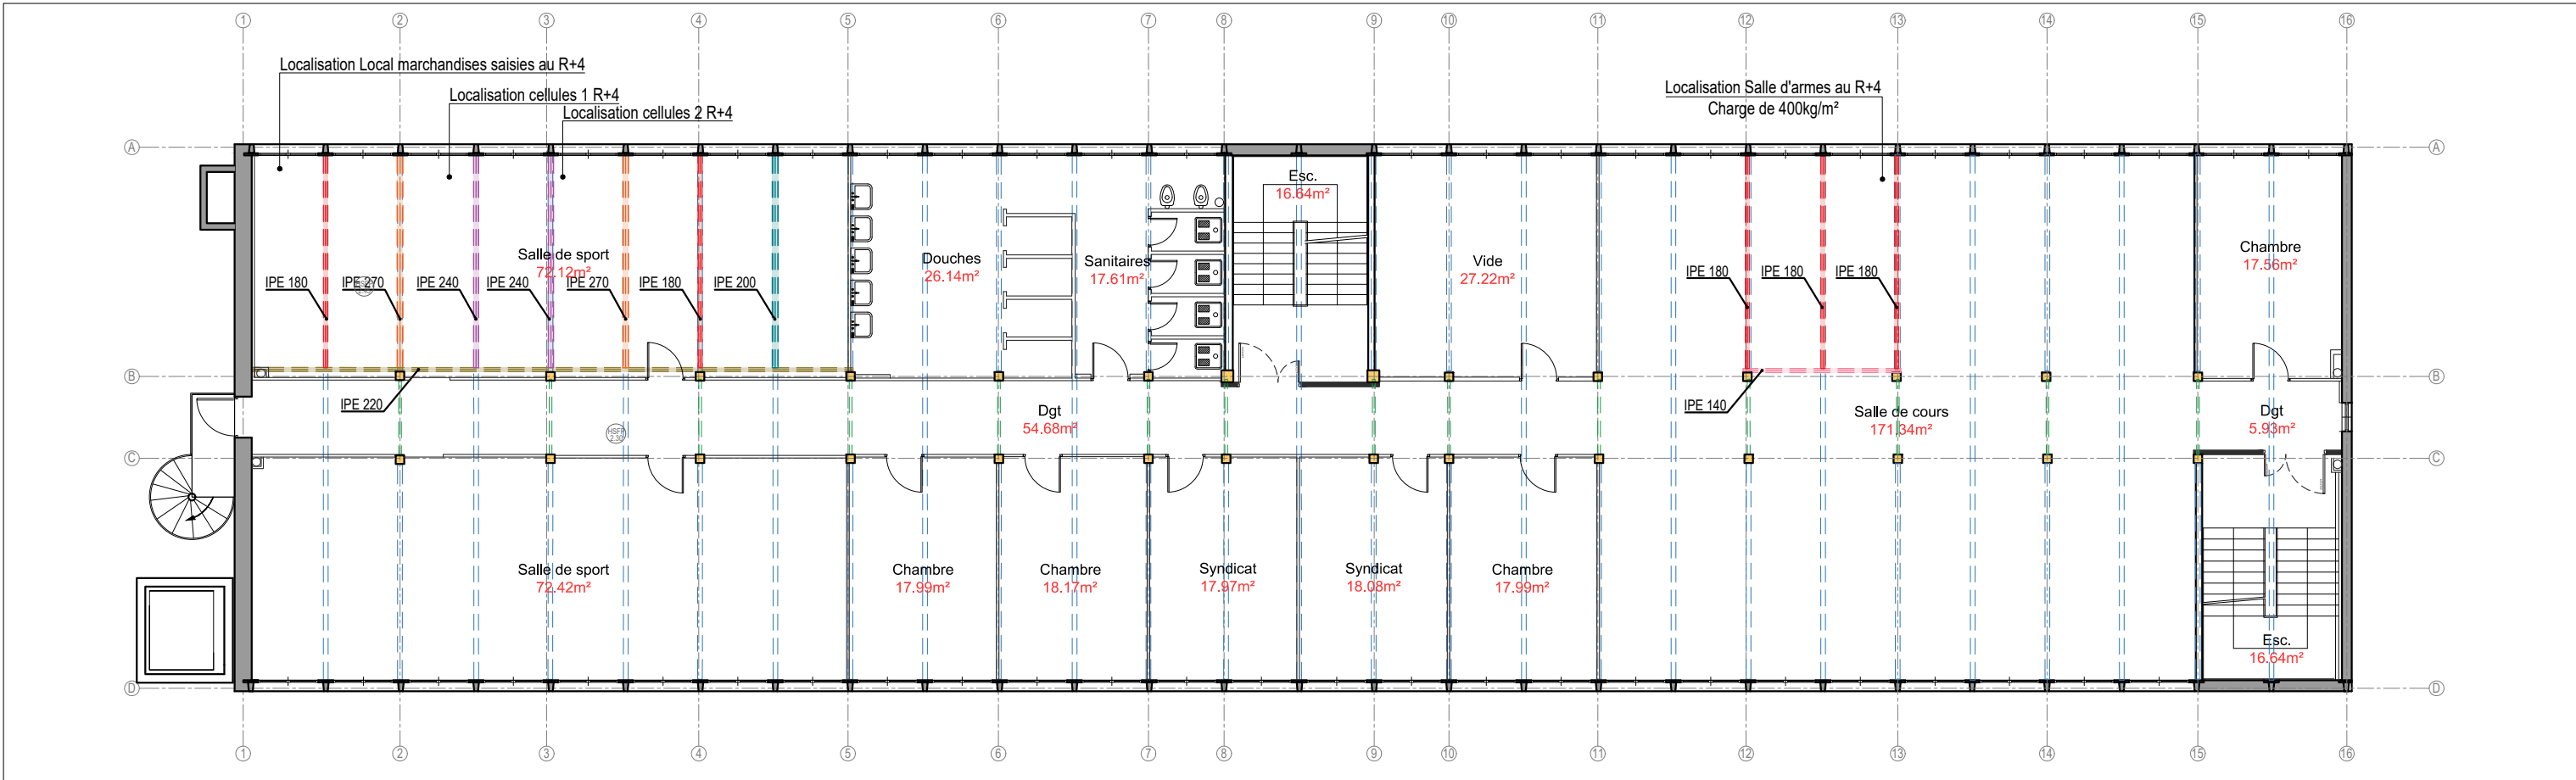 1 2 3 4 5 6 7 8 9 10 11 12 13 14 15 16
Localisation Local marchandises saisies au R+4
Localisation cellules 1 R+4
Localisation cellules 2 R+4
Localisation Salle d'armes au R+4
Charge de 400kg/m²
A A
Esc.
16.64m²
Salle de sport
72.12m²
Douches
26.14m²
Sanitaires
17.61m²
Vide
27.22m²
Chambre
17.56m²
IPE 180 IPE 270 IPE 240 IPE 240 IPE 270 IPE 180 IPE 200
IPE 180 IPE 180 IPE 180
B B
IPE 220
IPE 140
Dgt
54.68m²
Salle de cours
171.34m²
Dgt
5.93m²
HSFP
2.30
C C
Salle de sport
72.42m²
Chambre
17.99m²
Chambre
18.17m²
Syndicat
17.97m²
Syndicat
18.08m²
Chambre
17.99m²
Esc.
16.64m²
D D
1 2 3 4 5 6 7 8 9 10 11 12 13 14 15 16